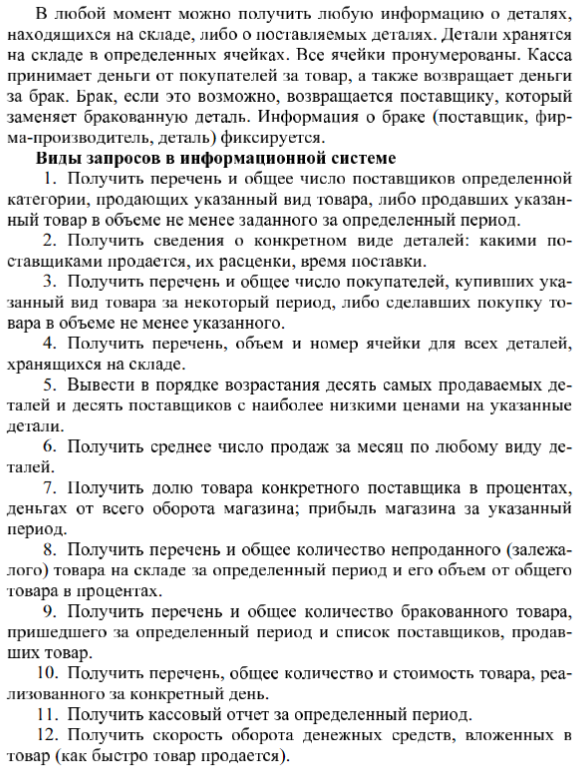 В любой момент можно получить любую информацию о деталях,
находящихся на складе, либо о поставляемых деталях. Детали хранятся
на складе в определенных ячейках. Все ячейки пронумерованы. Касса
принимает деньги от покупателей за товар, а также возвращает деньги
за брак. Брак, если это возможно, возвращается поставщику, который
заменяет бракованную деталь. Информация о браке (поставщик, фир-
ма-производитель, деталь) фиксируется.
Виды запросов в информационной системе
1. Получить перечень и общее число поставщиков определенной
категории, продающих указанный вид товара, либо продавших указан-
ный товар в объеме не менее заданного за определенный период.
2. Получить сведения о конкретном виде деталей: какими по-
ставщиками продается, их расценки, время поставки.
3. Получить перечень и общее число покупателей, купивших ука-
занный вид товара за некоторый период, либо сделавших покупку то-
вара в объеме не менее указанного.
4. Получить перечень, объем и номер ячейки для всех деталей,
хранящихся на складе.
5. Вывести в порядке возрастания десять самых продаваемых де-
талей и десять поставщиков с наиболее низкими ценами на указанные
детали.
6. Получить среднее число продаж за месяц по любому виду де-
талей.
7. Получить долю товара конкретного поставщика в процентах,
деньгах от всего оборота магазина; прибыль магазина за указанный
период.
8. Получить перечень и общее количество непроданного (залежа-
лого) товара на складе за определенный период и его объем от общего
товара в процентах.
9. Получить перечень и общее количество бракованного товара,
пришедшего за определенный период и список поставщиков, продав-
ших товар.
10. Получить перечень, общее количество и стоимость товара, реа-
лизованного за конкретный день.
11. Получить кассовый отчет за определенный период.
12. Получить скорость оборота денежных средств, вложенных в
товар (как быстро товар продается).